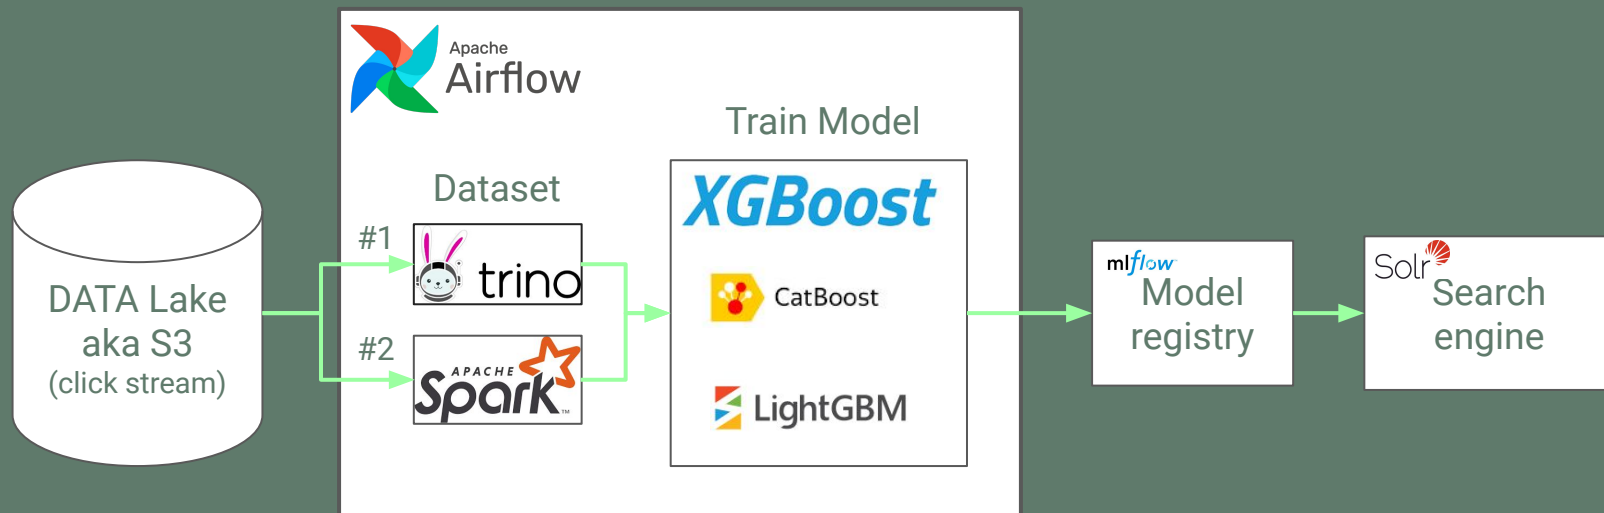 Apache
Airflow
Train Model
Dataset
XGBoost
#1
trino
DATA Lake
aka S3
(click stream)
CatBoost
#2
APACHE
Spark™
LightGBM
mlflow
Model
registry
Solr
Search
engine